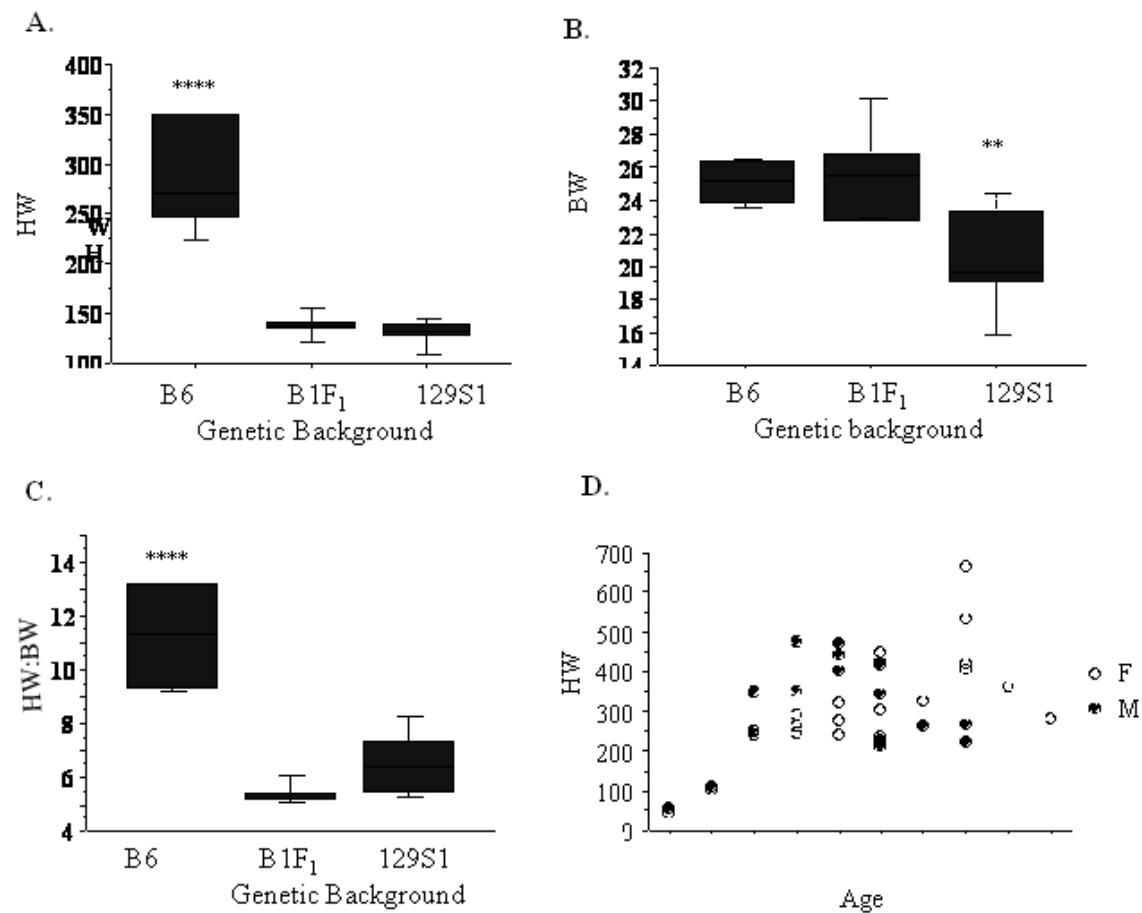 A.
400
350
300
250
200
150
100
HW
W
H
****
B6
B1F1
129S1
Genetic Background
B.
32
30
28
26
24
22
20
18
16
14
BW
**
B6
B1F1
129S1
Genetic background
C.
14
12
10
8
6
4
HW:BW
****
B6
B1F1
129S1
Genetic Background
D.
700
600
500
400
300
200
100
0
HW
F
M
Age